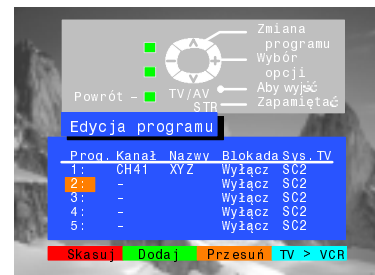 Zmiana
programu
Wybór
opcji
Powrót –
TV/AV
Aby wyjść
STR
Zapamiętać
Edycja programu
Prog. Kanał Nazwy Blokada Sys. TV
1: CH41 XYZ Wyłącz SC2
2: – Wyłącz SC2
3: – Wyłącz SC2
4: – Wyłącz SC2
5: – Wyłącz SC2
Skasuj Dodaj Przesuń TV > VCR